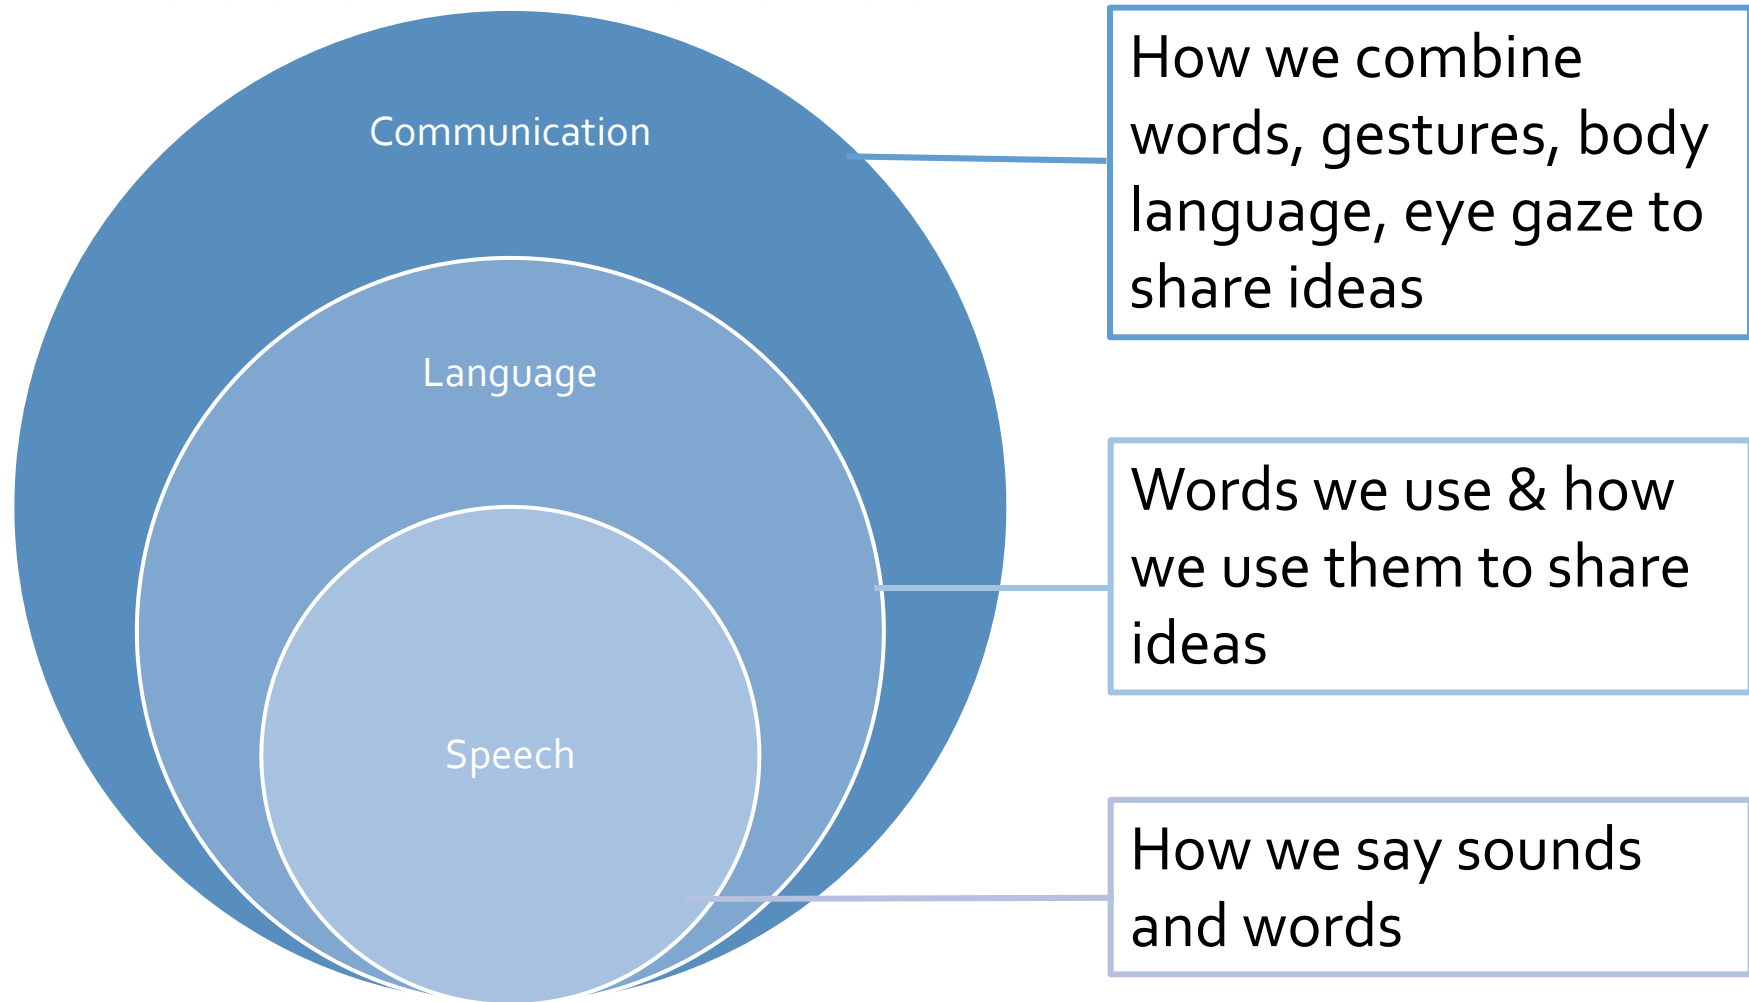 Communication
How we combine
words, gestures, body
language, eye gaze to
share ideas
Language
Words we use & how
we use them to share
ideas
Speech
How we say sounds
and words